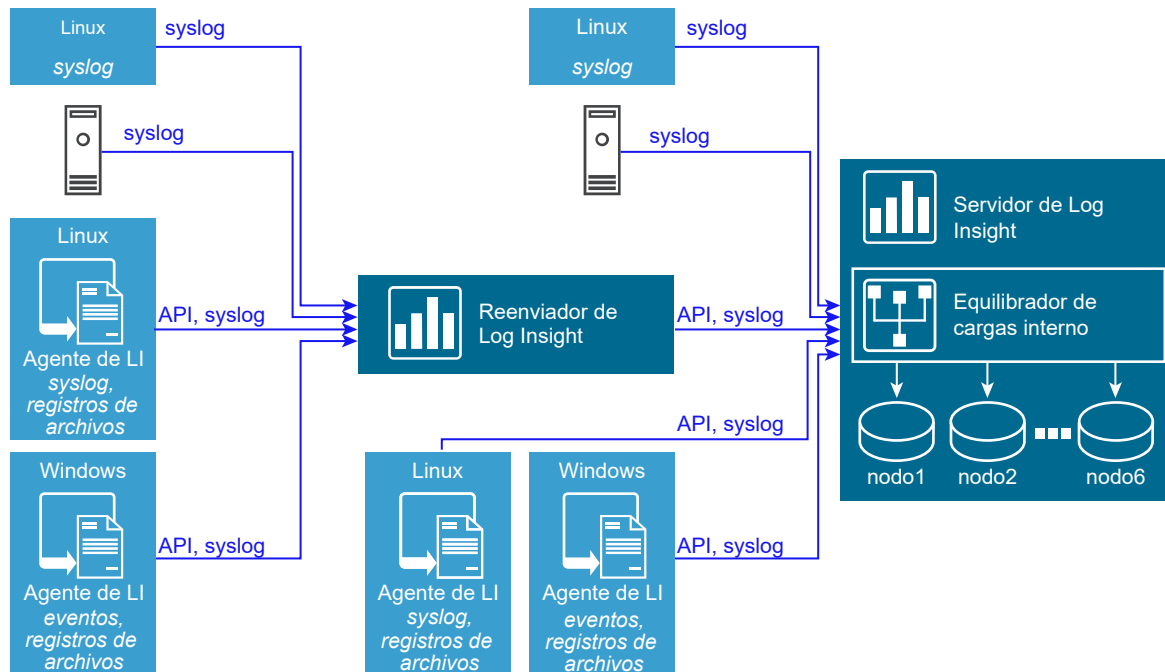 Linux
syslog
syslog
syslog
Linux
Agente de LI
syslog,
registros de
archivos
API, syslog
Windows
Agente de LI
eventos,
registros de
archivos
API, syslog
Reenviador de
Log Insight
API, syslog
Linux
syslog
syslog
syslog
Linux
Agente de LI
syslog,
registros de
archivos
API, syslog
Windows
Agente de LI
eventos,
registros de
archivos
API, syslog
Servidor de Log
Insight
Equilibrador de
cargas interno
nodo1
nodo2
nodo6